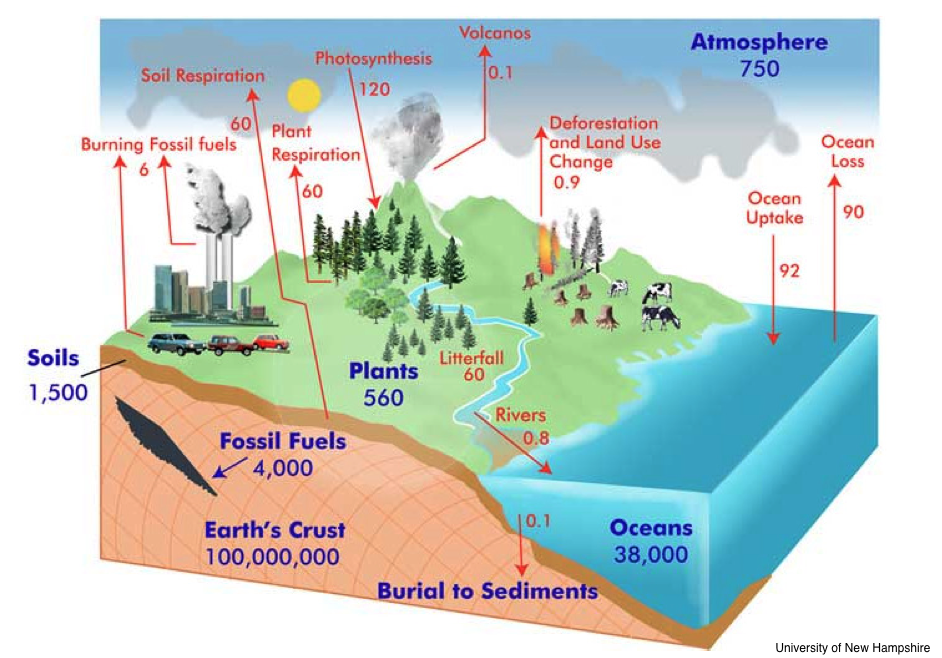 Volcanos
0.1
Atmosphere
750
Photosynthesis
120
Soil Respiration
60
Plant
Respiration
60
Burning Fossil fuels
6
Deforestation
and Land Use
Change
0.9
Ocean
Loss
90
Ocean
Uptake
92
Soils
1,500
Plants
560
Litterfall
60
Rivers
0.8
Fossil Fuels
4,000
Earth's Crust
100,000,000
0.1
Oceans
38,000
Burial to Sediments
University of New Hampshire